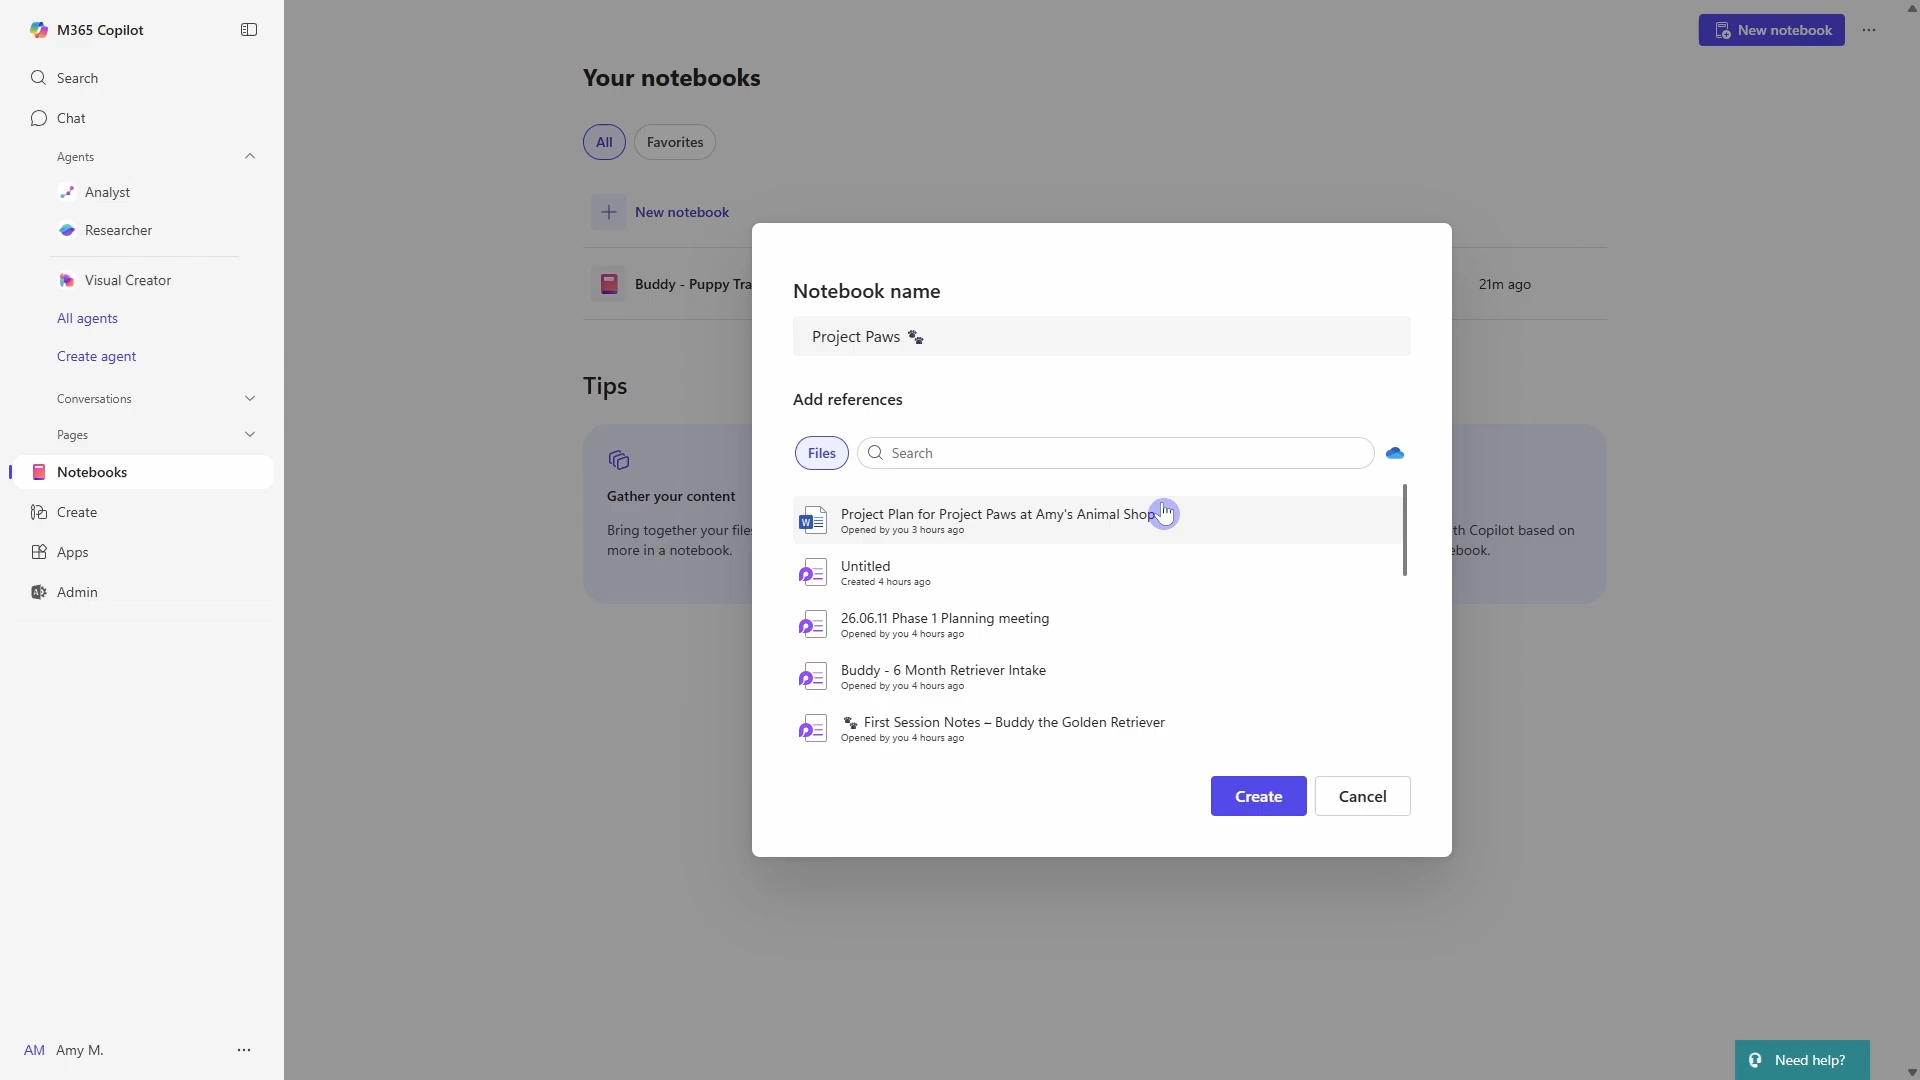 M365 Copilot
Search
Chat
Agents
Analyst
Researcher
Visual Creator
All agents
Create agent
Conversations
Pages
Notebooks
Create
Apps
Admin
AM Amy M.
New notebook
Your notebooks
All
Favorites
New notebook
Buddy - Puppy Tra
21m ago
Tips
Gather your content
Bring together your file
more in a notebook.
th Copilot based on
ebook.
Notebook name
Project Paws 🐾
Add references
Files
Search
Project Plan for Project Paws at Amy's Animal Shop
Opened by you 3 hours ago
Untitled
Created 4 hours ago
26.06.11 Phase 1 Planning meeting
Opened by you 4 hours ago
Buddy - 6 Month Retriever Intake
Opened by you 4 hours ago
🐾 First Session Notes – Buddy the Golden Retriever
Opened by you 4 hours ago
Create
Cancel
Need help?